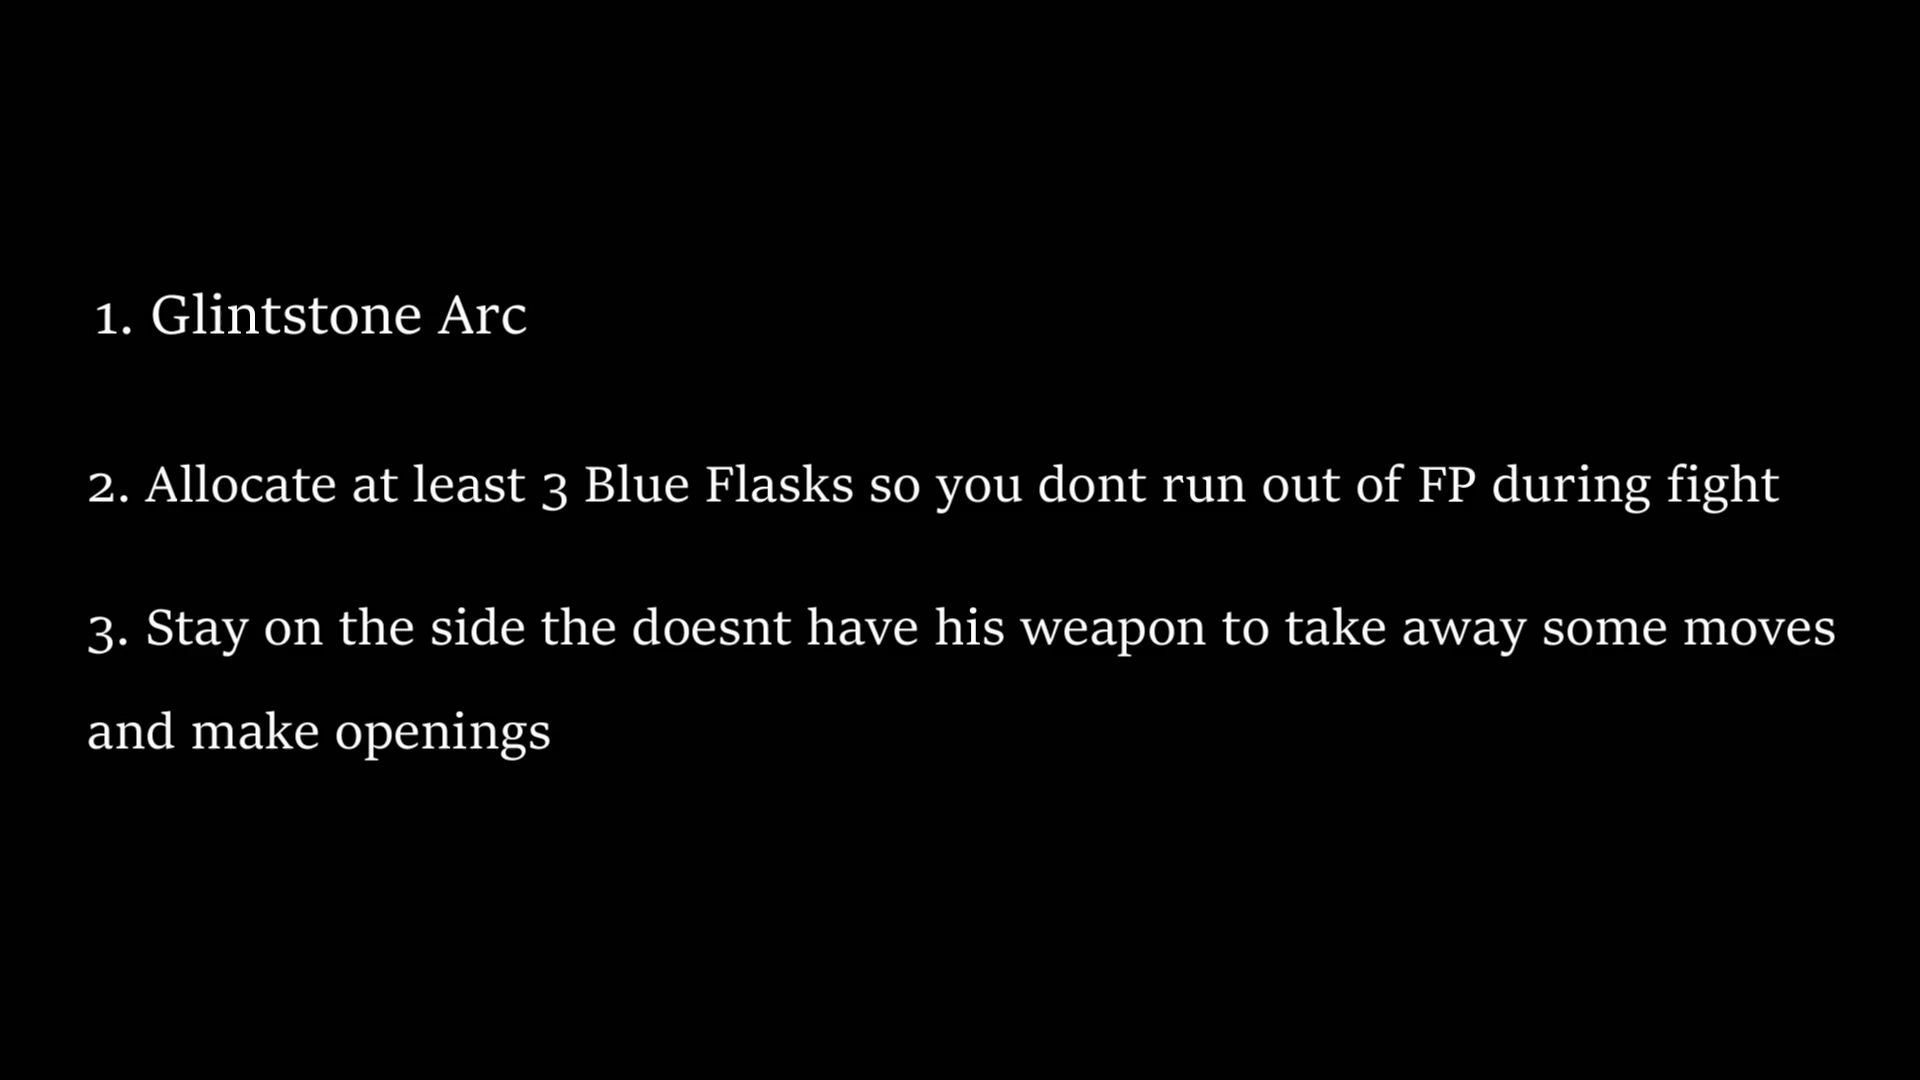 1. Glintstone Arc
2. Allocate at least 3 Blue Flasks so you dont run out of FP during fight
3. Stay on the side the doesnt have his weapon to take away some moves
and make openings